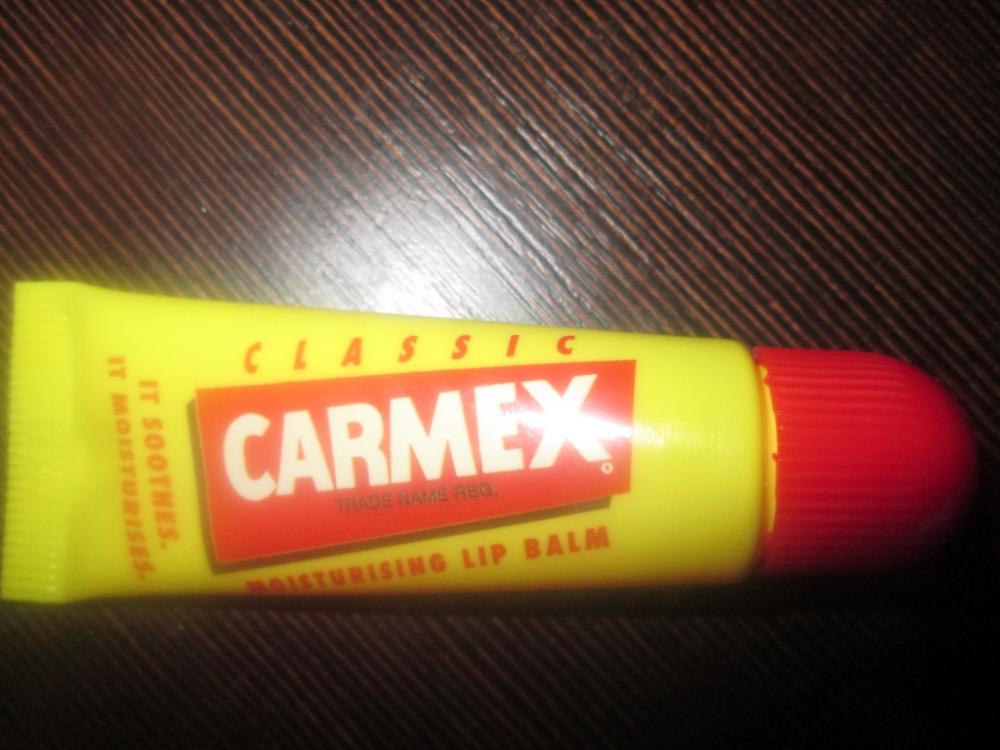 CLASSIC
CARMEX
TRADE NAME REG.
MOISTURISING LIP BALM
IT SOOTHES.
IT MOISTURISES.